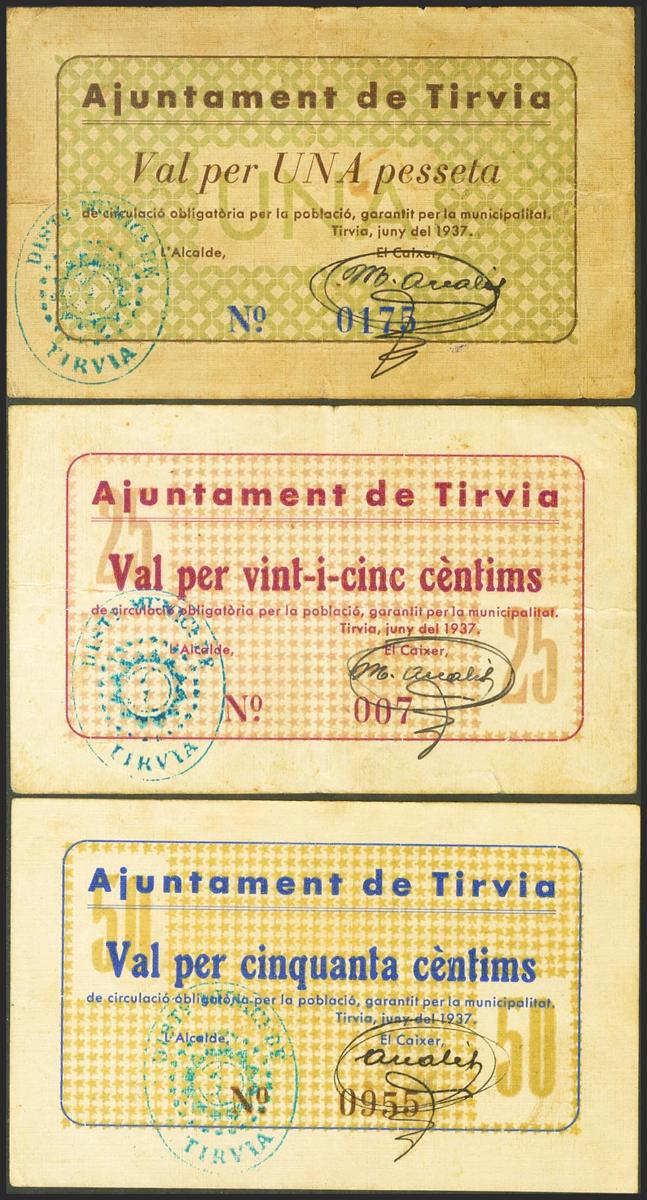 Ajuntament de Tirvia
Val per UNA pesseta
UNA
de circulació obligatòria per la població, garantit per la municipalitat.
Tirvia, juny del 1937.
L'Alcalde, El Caixer,
Nº 0175
TIRVIA
Ajuntament de Tirvia
25
Val per vint-i-cinc cèntims
de circulació obligatòria per la població, garantit per la municipalitat.
Tirvia, juny del 1937.
L'Alcalde, El Caixer,
25
Nº 007
TIRVIA
Ajuntament de Tirvia
50
Val per cinquanta cèntims
de circulació obligatòria per la població, garantit per la municipalitat.
Tirvia, juny del 1937.
L'Alcalde, El Caixer,
50
Nº 0955
TIRVIA